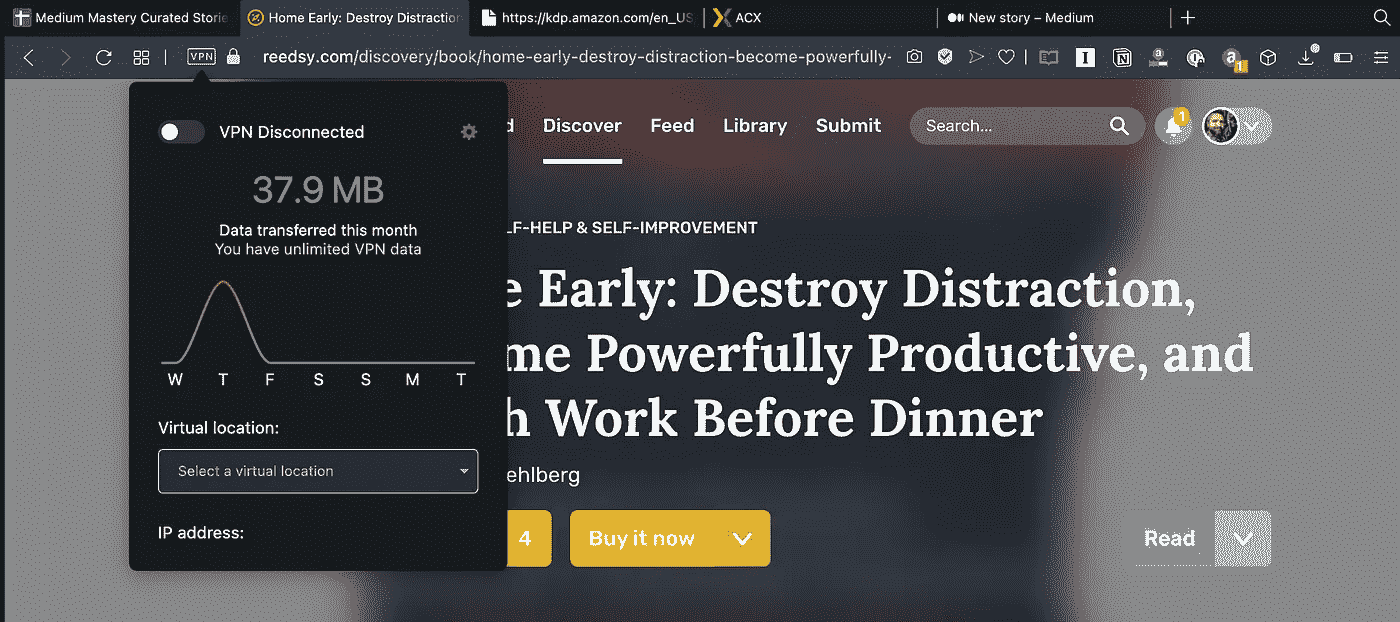 Medium Mastery Curated Storie
Home Early: Destroy Distraction
https://kdp.amazon.com/en_US
ACX
New story – Medium
VPN
reedsy.com/discovery/book/home-early-destroy-distraction-become-powerfully-
VPN Disconnected
d Discover Feed Library Submit Search... 1
37.9 MB
Data transferred this month
You have unlimited VPN data
LF-HELP & SELF-IMPROVEMENT
e Early: Destroy Distraction,
me Powerfully Productive, and
h Work Before Dinner
W T F S S M T
Virtual location:
Select a virtual location
ehlberg
IP address:
4 Buy it now Read